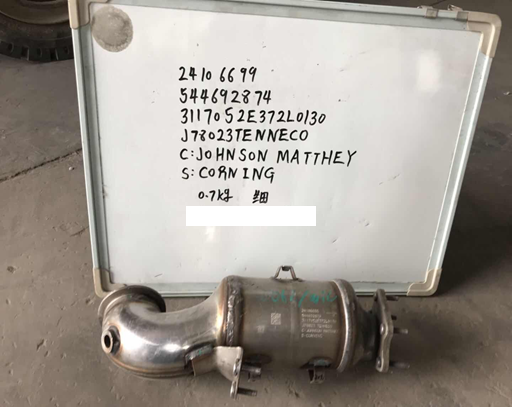 24106699
544692874
3117052E372L0130
J78023TENNECO
C:JOHNSON MATTHEY
S:CORNING
0.7kg 细